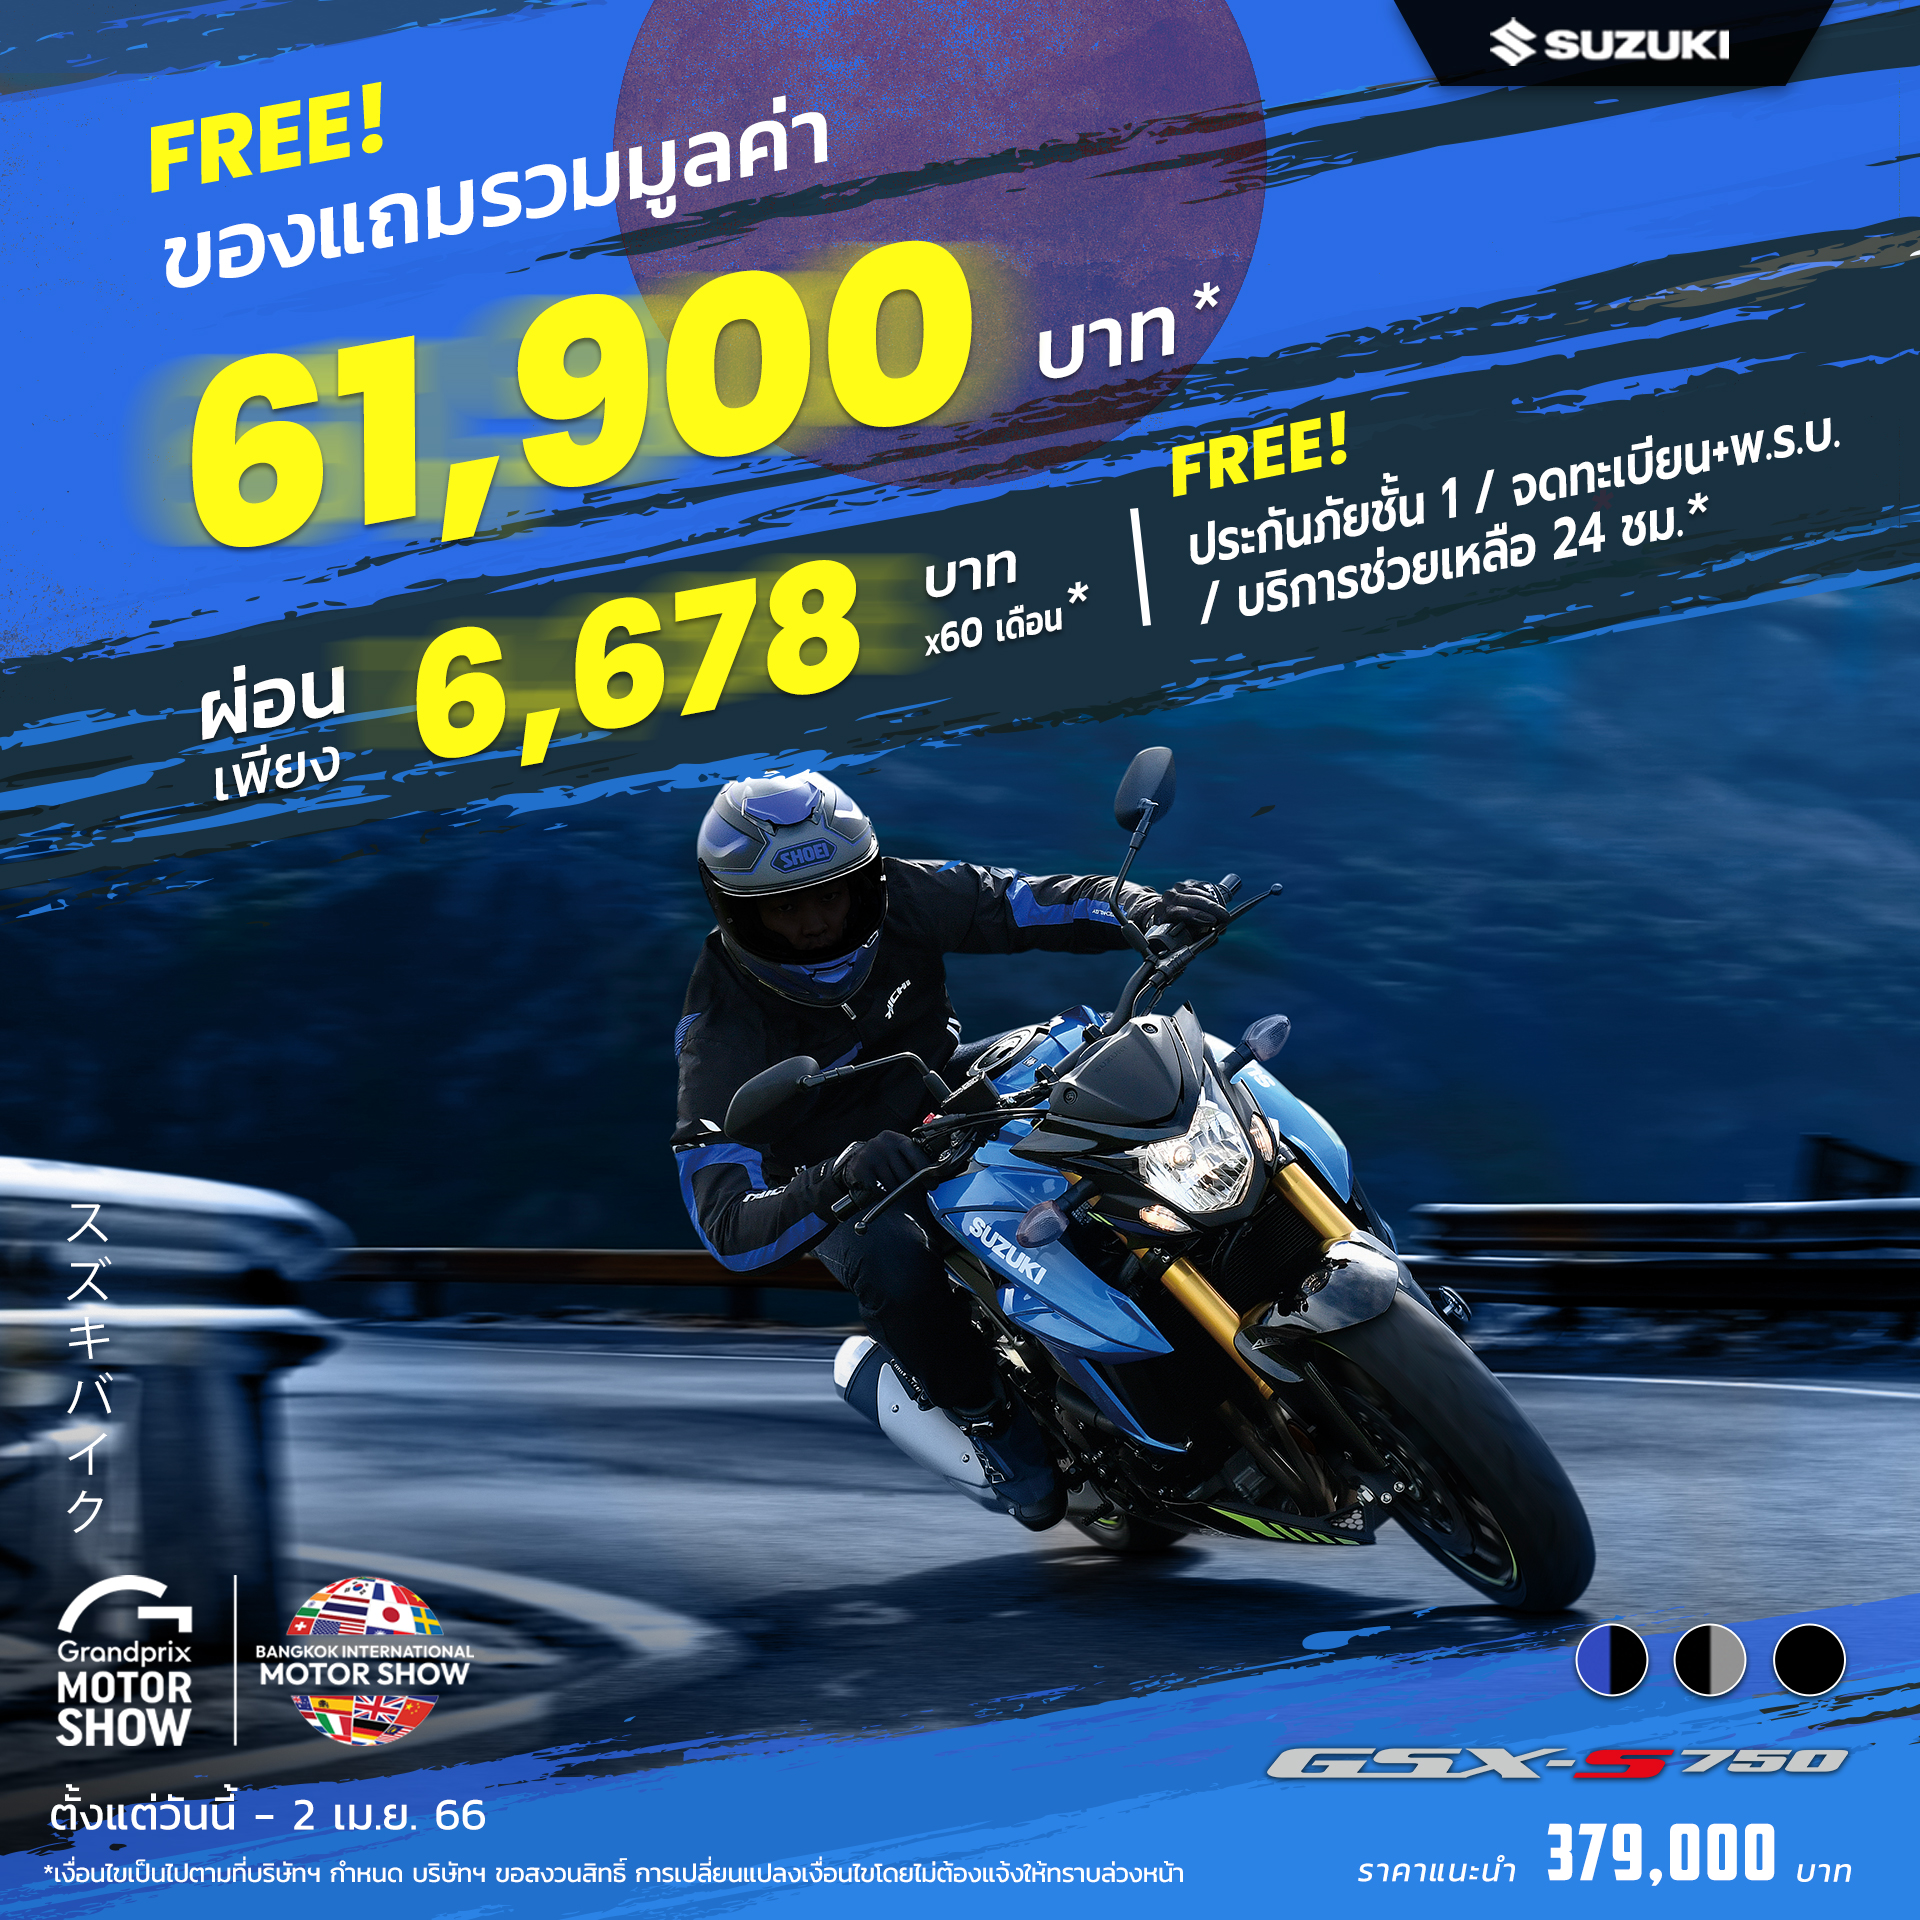 SUZUKI
FREE!
ของแถมรวมมูลค่า
61,900 บาท*
FREE!
ประกันภัยชั้น 1 / จดทะเบียน+พ.ร.บ.
/ บริการช่วยเหลือ 24 ชม.*
ผ่อน
เพียง
6,678
บาท
x60 เดือน*
SHOEI
SUZUKI
ABS
スズキバイク
Grandprix
MOTOR
SHOW
BANGKOK INTERNATIONAL
MOTOR SHOW
ตั้งแต่วันนี้ - 2 เม.ย. 66
*เงื่อนไขเป็นไปตามที่บริษัทฯ กำหนด บริษัทฯ ขอสงวนสิทธิ์ การเปลี่ยนแปลงเงื่อนไขโดยไม่ต้องแจ้งให้ทราบล่วงหน้า
GSX-S750
ราคาแนะนำ 379,000 บาท